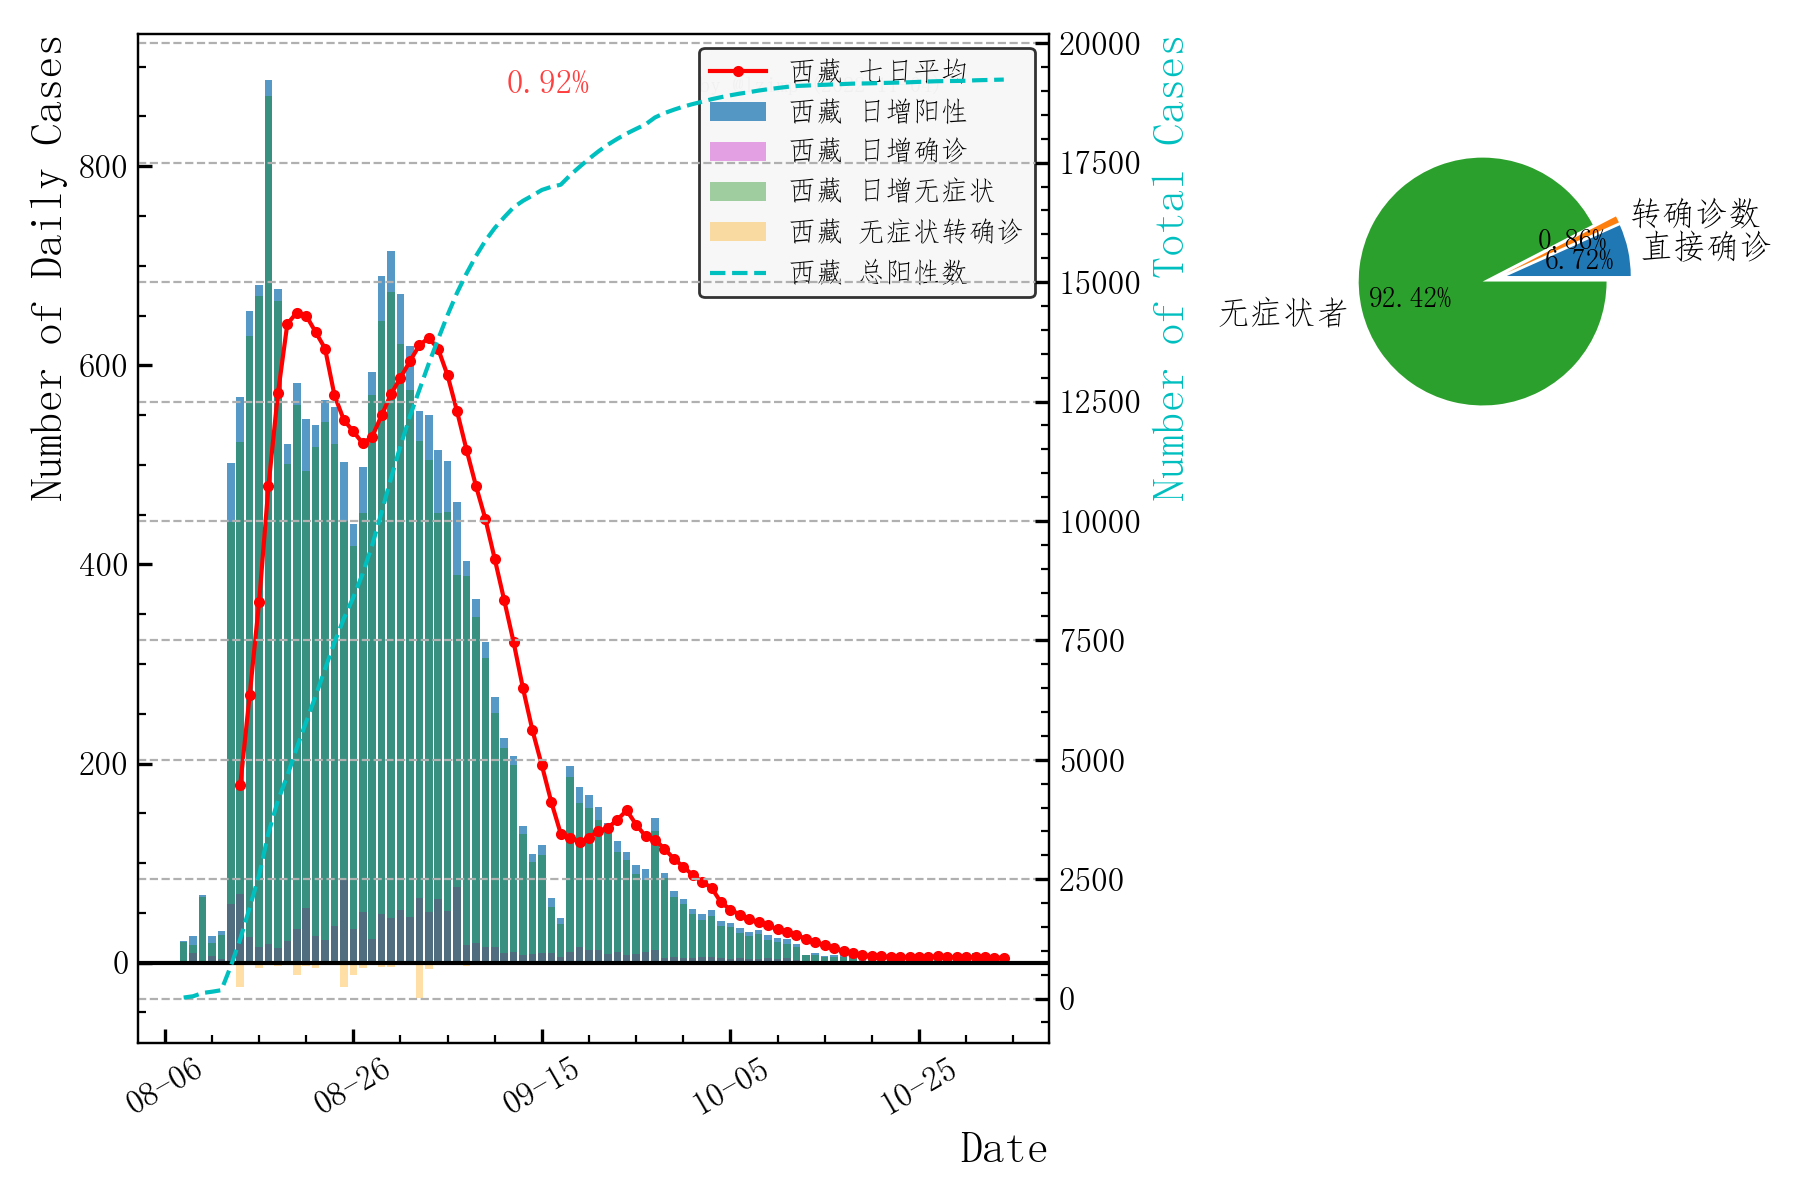 Number of Daily Cases
800
600
400
200
0
0.92%
西藏 七日平均
西藏 日增阳性
西藏 日增确诊
西藏 日增无症状
西藏 无症状转确诊
西藏 总阳性数
20000
17500
15000
12500
10000
7500
5000
2500
0
Number of Total Cases
08-06
08-26
09-15
10-05
10-25
Date
转确诊数
0.86%
直接确诊
6.72%
92.42%
无症状者